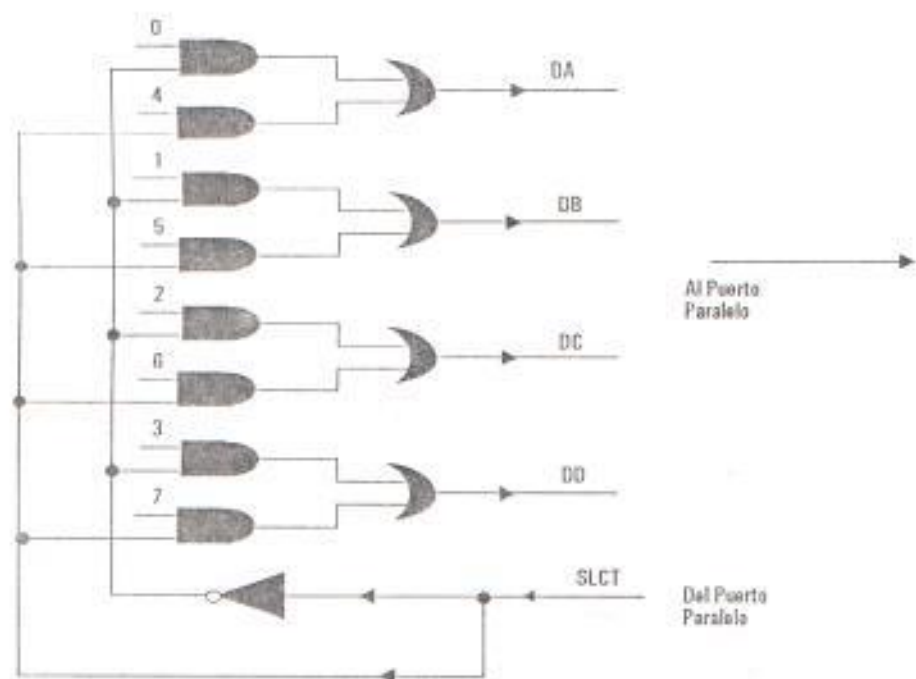 0
DA
4
1
DB
5
Al Puerto
Paralelo
2
DC
6
3
DD
7
SLCT
Del Puerto
Paralelo